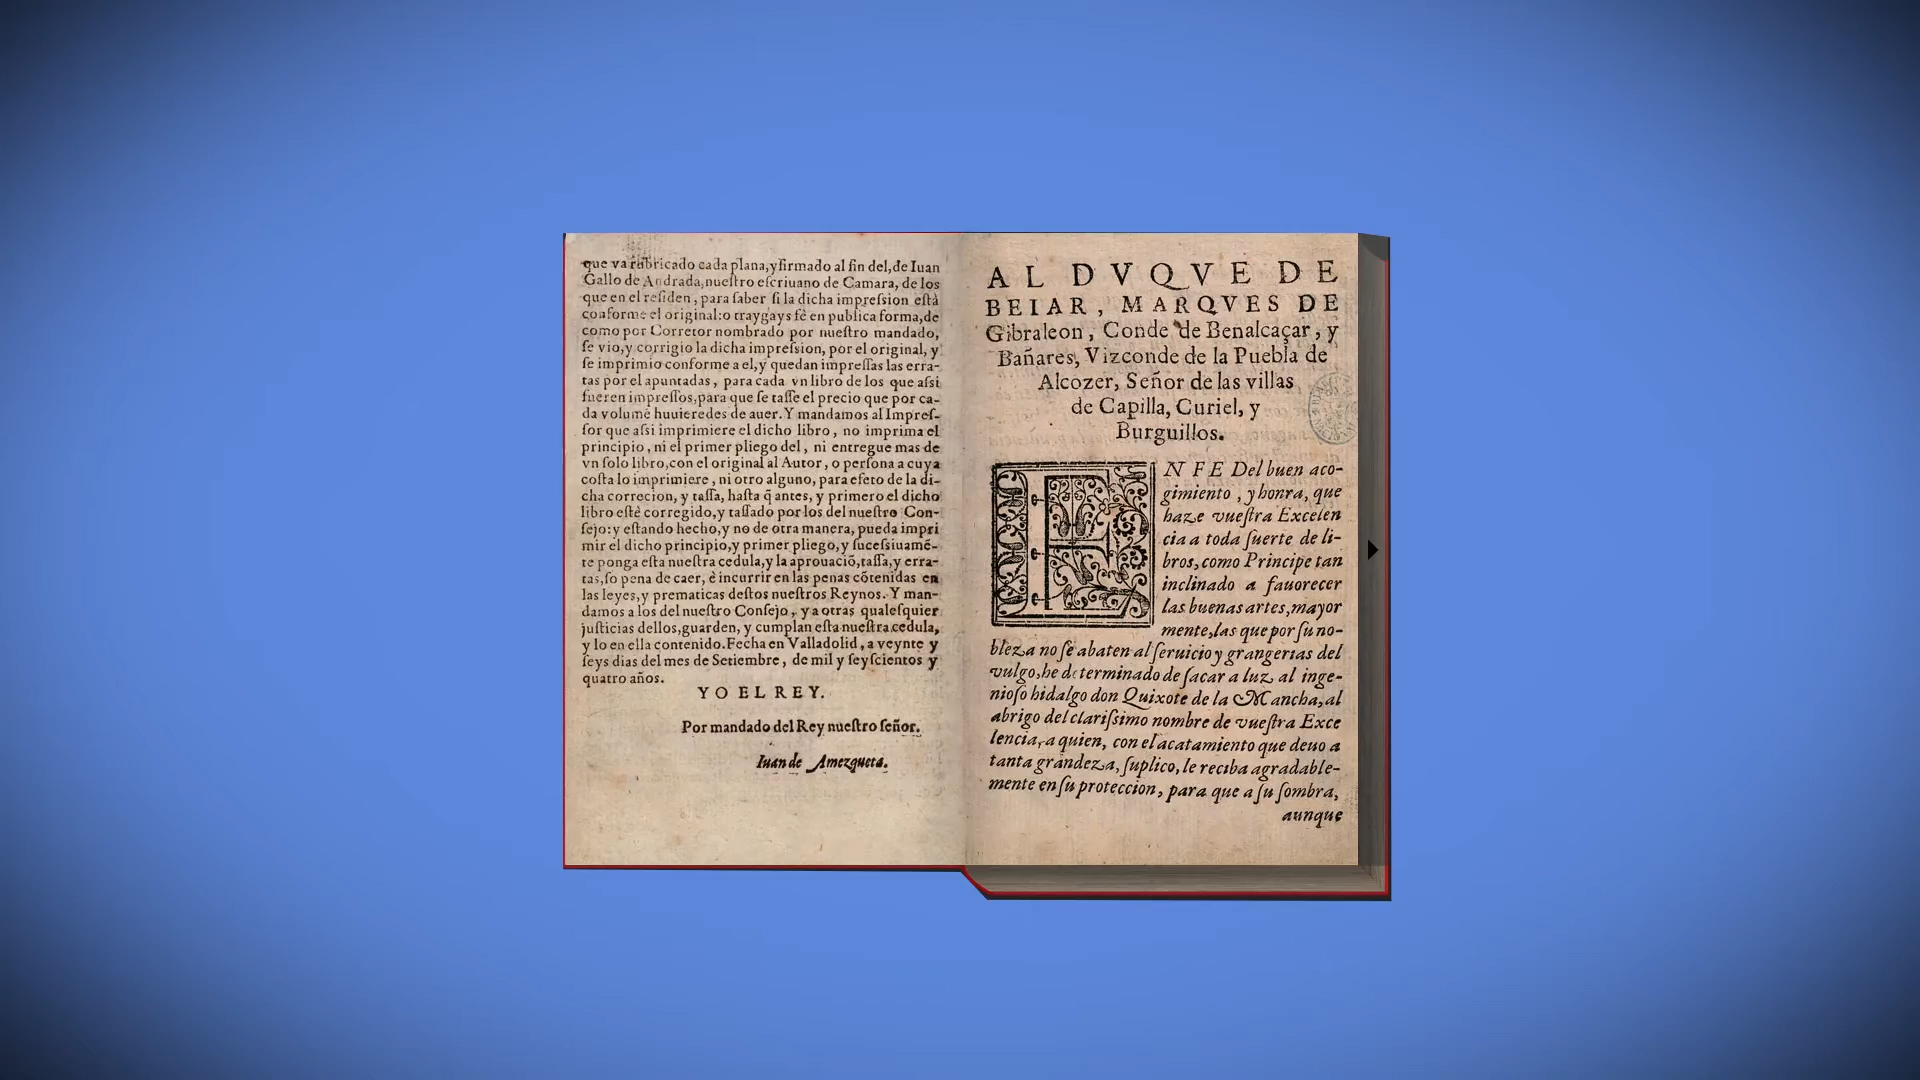 que va rubricado cada plana,y firmado al fin del,de Iuan
Gallo de Andrada,nueſtro eſcriuano de Camara, de los
que en el reſiden, para ſaber ſi la dicha impreſsion eſtà
conforme el original:o traygays fè en publica forma,de
como por Corretor nombrado por nueſtro mandado,
ſe vio,y corrigio la dicha impreſsion, por el original, y
ſe imprimio conforme a el,y quedan impreſſas las erra-
tas por el apuntadas, para cada vn libro de los que aſsi
fueren impreſſos,para que ſe taſſe el precio que por ca-
da volumẽ huuieredes de auer.Y mandamos al Impreſ-
ſor que aſsi imprimiere el dicho libro, no imprima el
principio, ni el primer pliego del, ni entregue mas de
vn ſolo libro,con el original al Autor, o perſona a cuya
coſta lo imprimiere, ni otro alguno, para efeto de la di-
cha correcion, y taſſa, haſta q̃ antes, y primero el dicho
libro eſtè corregido,y taſſado por los del nueſtro Con-
ſejo:y eſtando hecho,y no de otra manera, pueda impri
mir el dicho principio,y primer pliego,y ſuceſsiuamẽ-
te ponga eſta nueſtra cedula,y la aprouaciõ,taſſa,y erra-
tas,ſo pena de caer, è incurrir en las penas cõtenidas en
las leyes,y prematicas deſtos nueſtros Reynos. Y man-
damos a los del nueſtro Conſejo, y a otras qualeſquier
juſticias dellos,guarden, y cumplan eſta nueſtra cedula,
y lo en ella contenido.Fecha en Valladolid, a veynte y
ſeys dias del mes de Setiembre, de mil y ſeyſcientos y
quatro años.
YO EL REY.
Por mandado del Rey nueſtro ſeñor.
Iuan de Amezqueta.
AL DVQVE DE
BEIAR, MARQVES DE
Gibraleon, Conde de Benalcaçar, y
Bañares, Vizconde de la Puebla de
Alcozer, Señor de las villas
de Capilla, Curiel, y
Burguillos.
EN FE Del buen aco-
gimiento, y honra, que
haze vueſtra Excelen
cia a toda ſuerte de li-
bros, como Principe tan
inclinado a fauorecer
las buenas artes, mayor
mente, las que por ſu no-
bleza no ſe abaten al ſeruicio y grangerias del
vulgo, he determinado de ſacar a luz al inge-
nioſo hidalgo don Quixote de la Mancha, al
abrigo del clariſsimo nombre de vueſtra Exce
lencia, a quien, con el acatamiento que deuo a
tanta grandeza, ſuplico, le reciba agradable-
mente en ſu proteccion, para que a ſu ſombra,
aunque